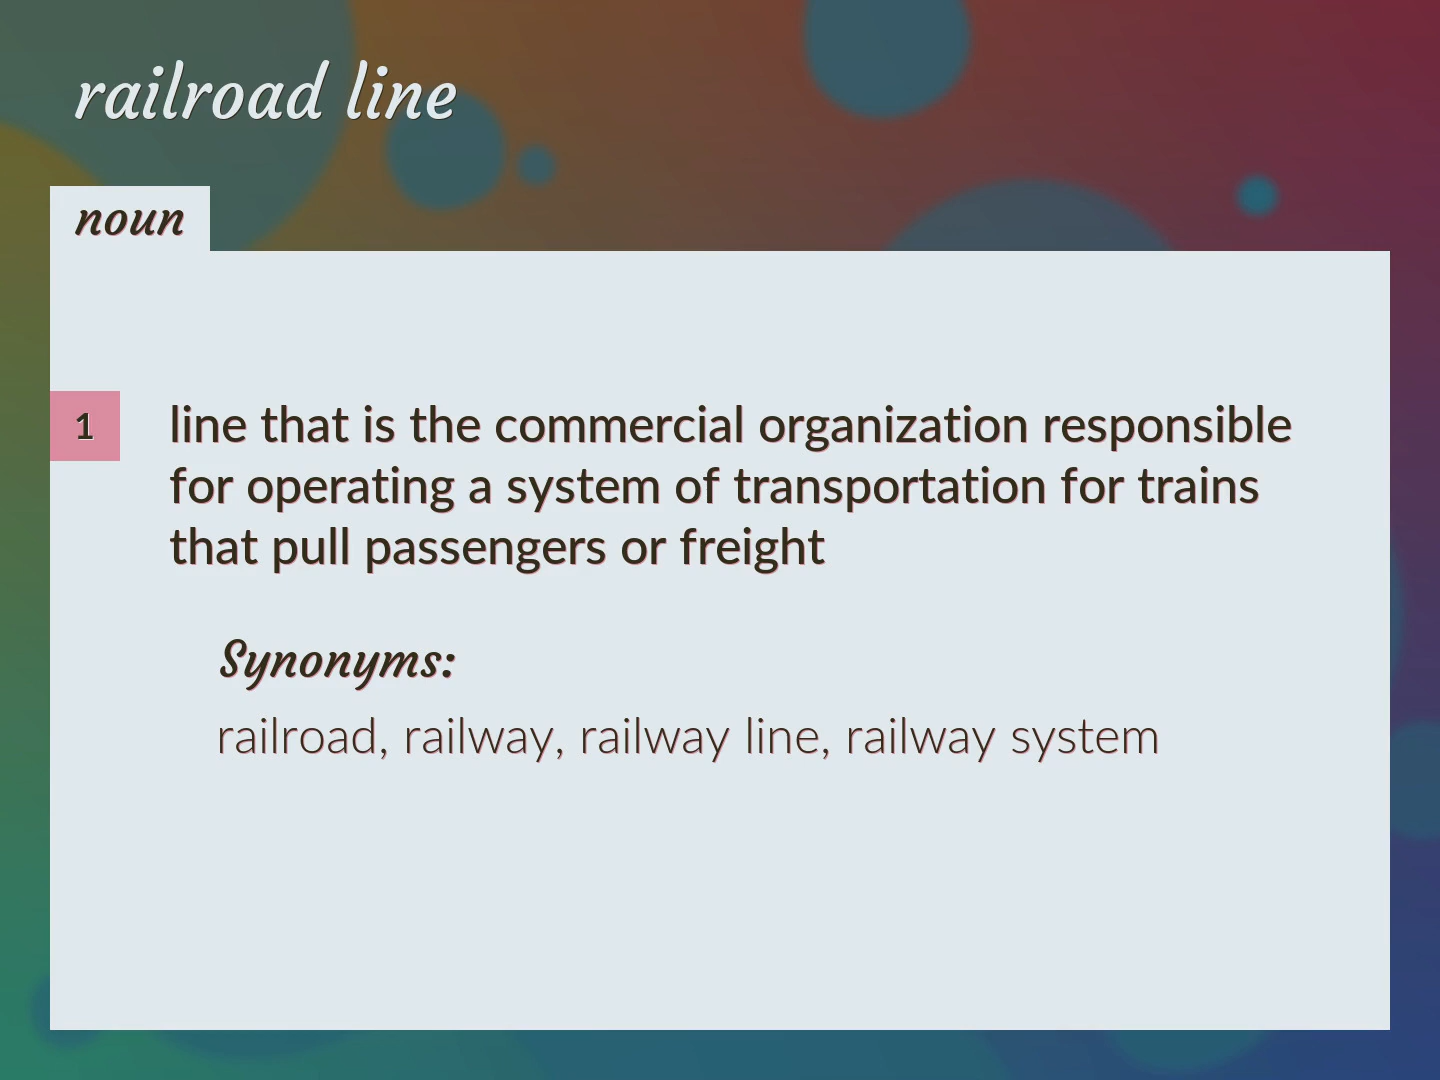 railroad line
noun
1
line that is the commercial organization responsible
for operating a system of transportation for trains
that pull passengers or freight
Synonyms:
railroad, railway, railway line, railway system